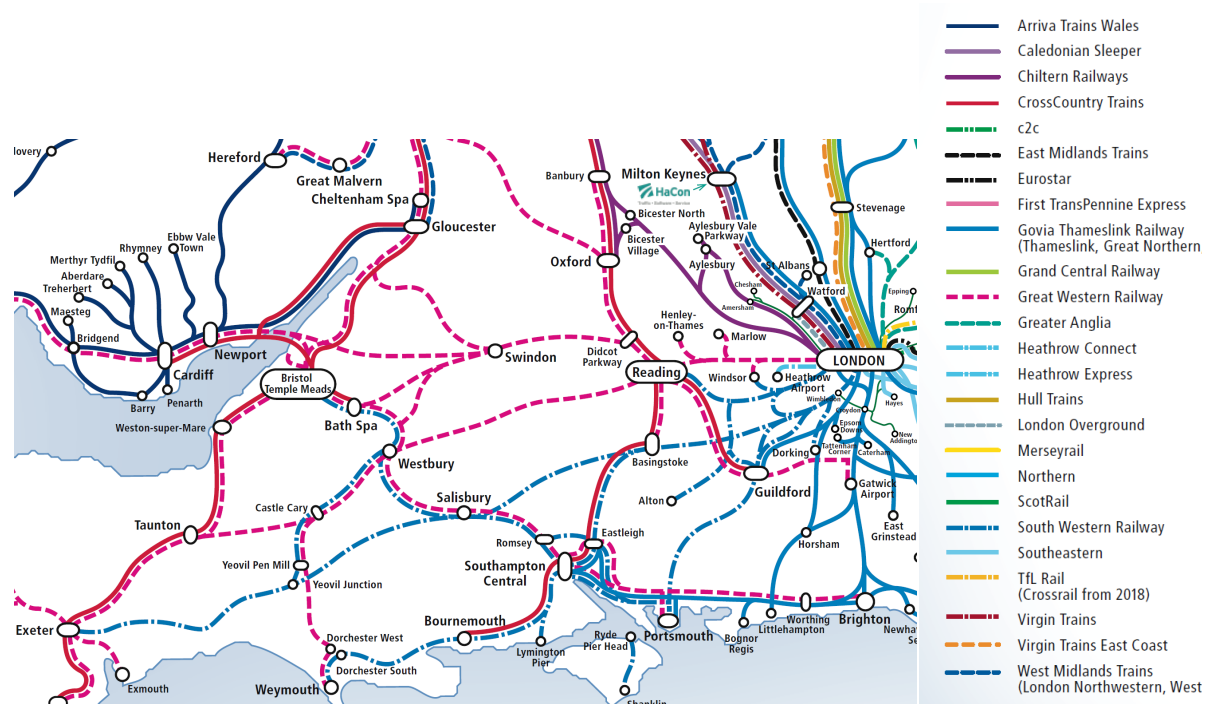 lovery
Hereford
Great Malvern
Cheltenham Spa
Gloucester
Ebbw Vale
Town
Rhymney
Merthyr Tydfil
Aberdare
Treherbert
Maesteg
Bridgend
Newport
Cardiff
Barry
Penarth
Weston-super-Mare
Bristol
Temple Meads
Bath Spa
Swindon
Westbury
Castle Cary
Salisbury
Taunton
Yeovil Pen Mill
Yeovil Junction
Exeter
Exmouth
Dorchester West
Dorchester South
Weymouth
Bournemouth
Lymington
Pier
Ryde
Pier Head
Shanklin
Southampton
Central
Romsey
Eastleigh
Portsmouth
Bognor
Regis
Littlehampton
Worthing
Brighton
Newha
Se
Horsham
East
Grinstead
Gatwick
Airport
Guildford
Alton
Basingstoke
Reading
Didcot
Parkway
Oxford
Banbury
Bicester North
Bicester
Village
Milton Keynes
HaCon
Aylesbury Vale
Parkway
Aylesbury
Chesham
Amersham
Henley-
on-Thames
Marlow
Windsor
Heathrow
Airport
Wimbledon
Croydon
Epsom
Downs
Tattenham
Corner
Caterham
Dorking
Hayes
New
Addington
LONDON
Watford
St Albans
Stevenage
Hertford
Epping
Romf
Arriva Trains Wales
Caledonian Sleeper
Chiltern Railways
CrossCountry Trains
c2c
East Midlands Trains
Eurostar
First TransPennine Express
Govia Thameslink Railway
(Thameslink, Great Northern
Grand Central Railway
Great Western Railway
Greater Anglia
Heathrow Connect
Heathrow Express
Hull Trains
London Overground
Merseyrail
Northern
ScotRail
South Western Railway
Southeastern
TfL Rail
(Crossrail from 2018)
Virgin Trains
Virgin Trains East Coast
West Midlands Trains
(London Northwestern, West